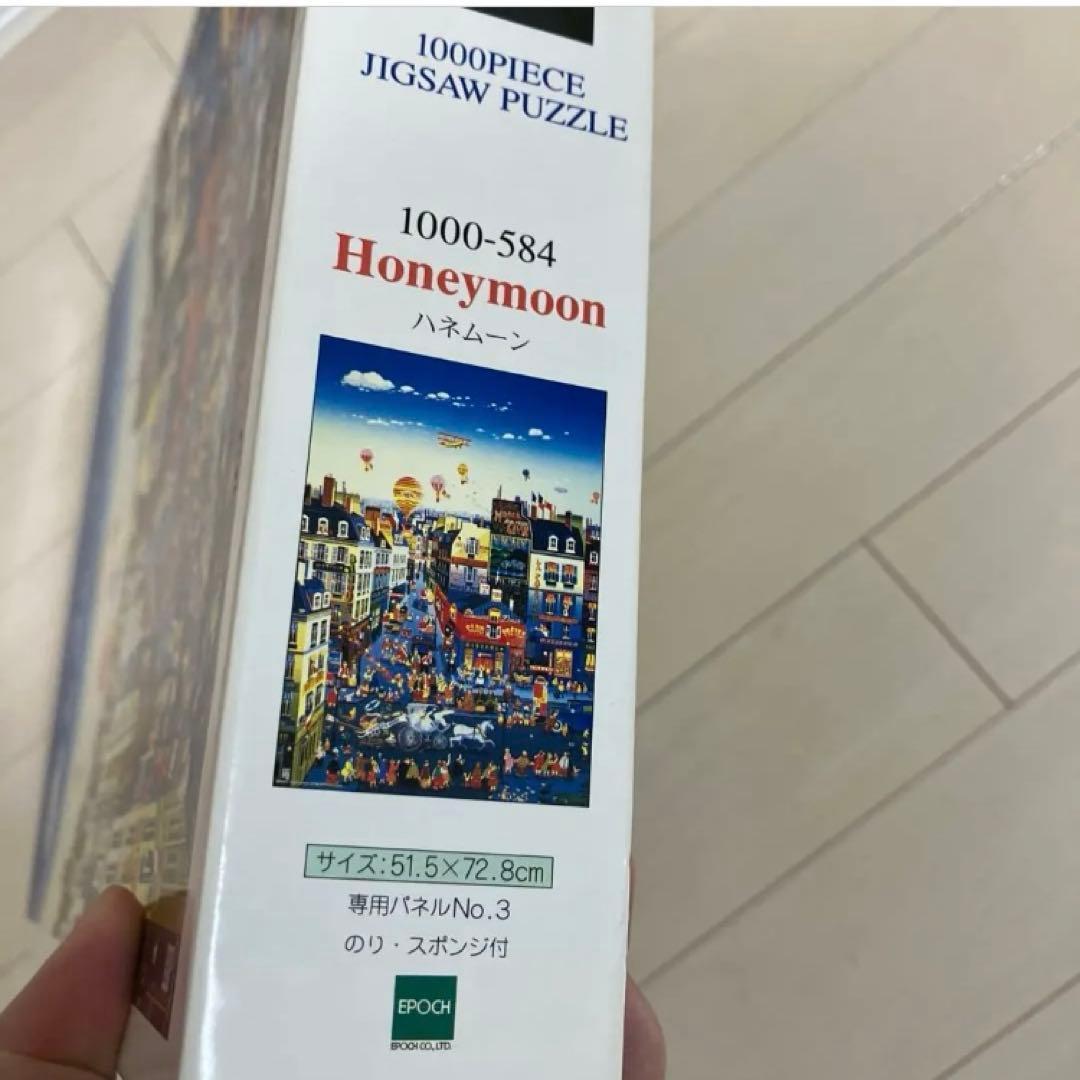 1000PIECE
JIGSAW PUZZLE
1000-584
Honeymoon
ハネムーン
サイズ:51.5×72.8cm
専用パネルNo.3
のり・スポンジ付
EPOCH
EPOCH CO., LTD.